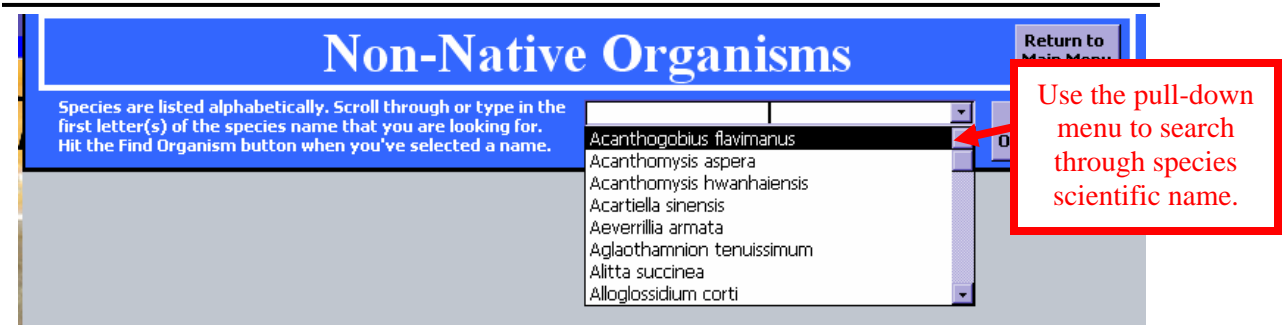 Non-Native Organisms
Return to
Main Menu
Species are listed alphabetically. Scroll through or type in the
first letter(s) of the species name that you are looking for.
Hit the Find Organism button when you've selected a name.
Acanthogobius flavimanus
Acanthomysis aspera
Acanthomysis hwanhaiensis
Acartiella sinensis
Aeverrillia armata
Aglaothamnion tenuissimum
Alitta succinea
Alloglossidium corti
Use the pull-down
menu to search
through species
scientific name.